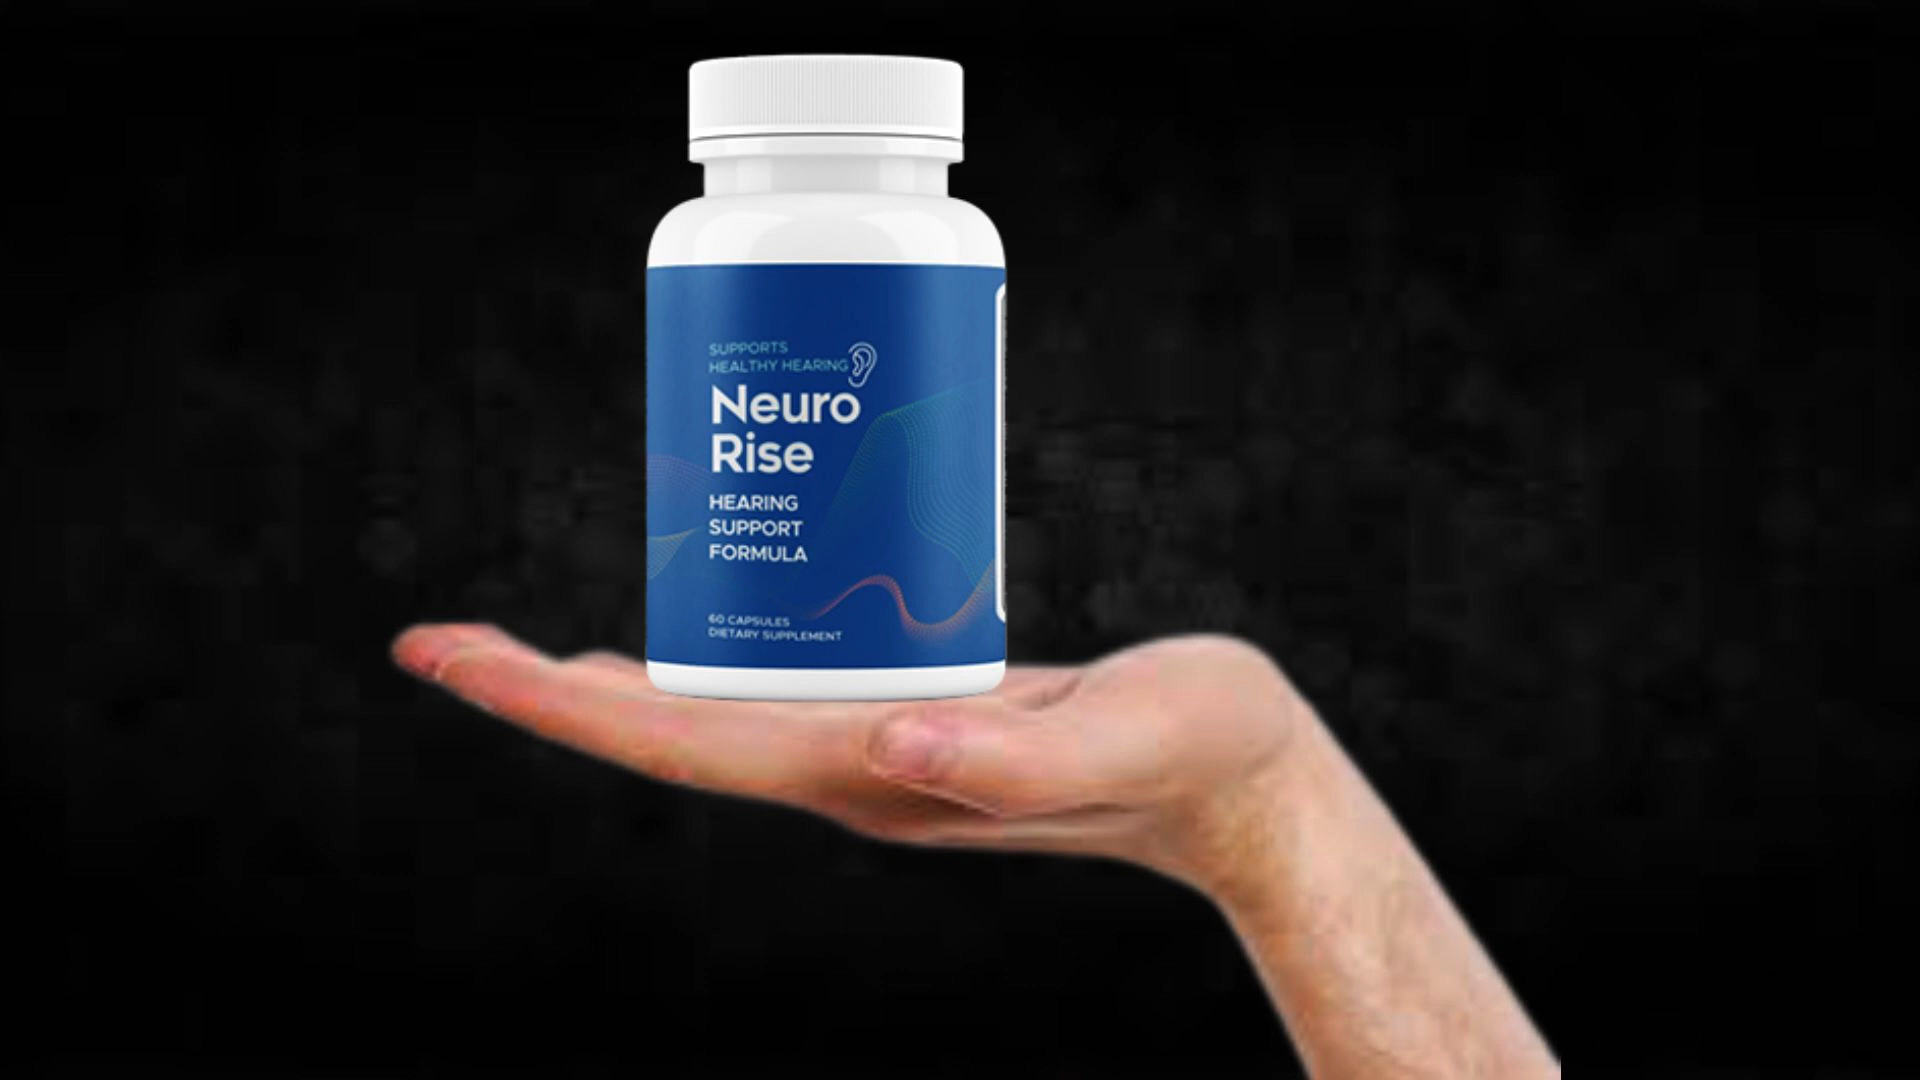 SUPPORTS
HEALTHY HEARING
Neuro
Rise
HEARING
SUPPORT
FORMULA
60 CAPSULES
DIETARY SUPPLEMENT